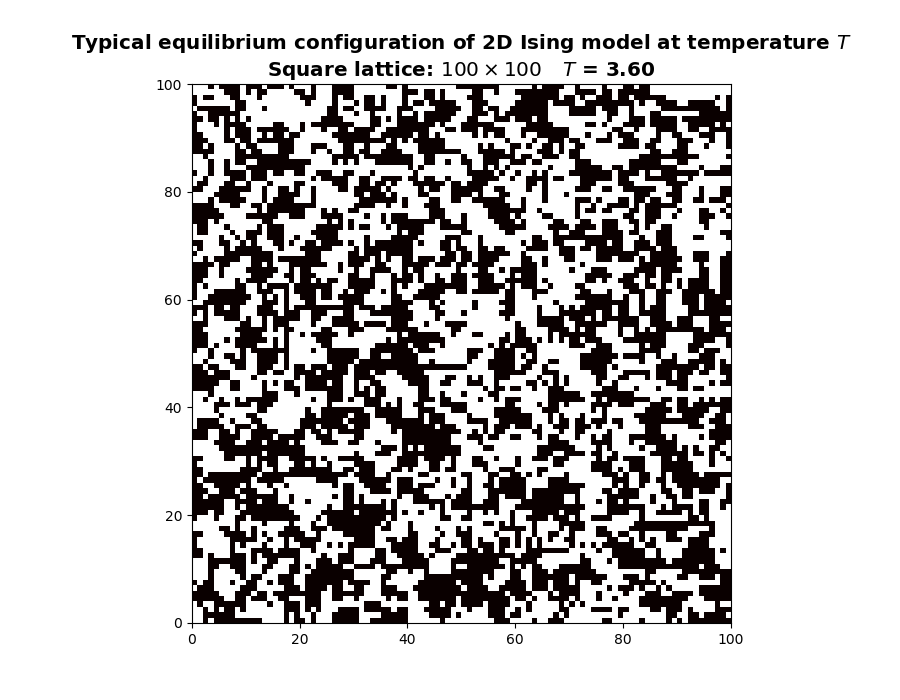 Typical equilibrium configuration of 2D Ising model at temperature T
Square lattice: 100 × 100 T = 3.60
100
80
60
40
20
0
0 20 40 60 80 100